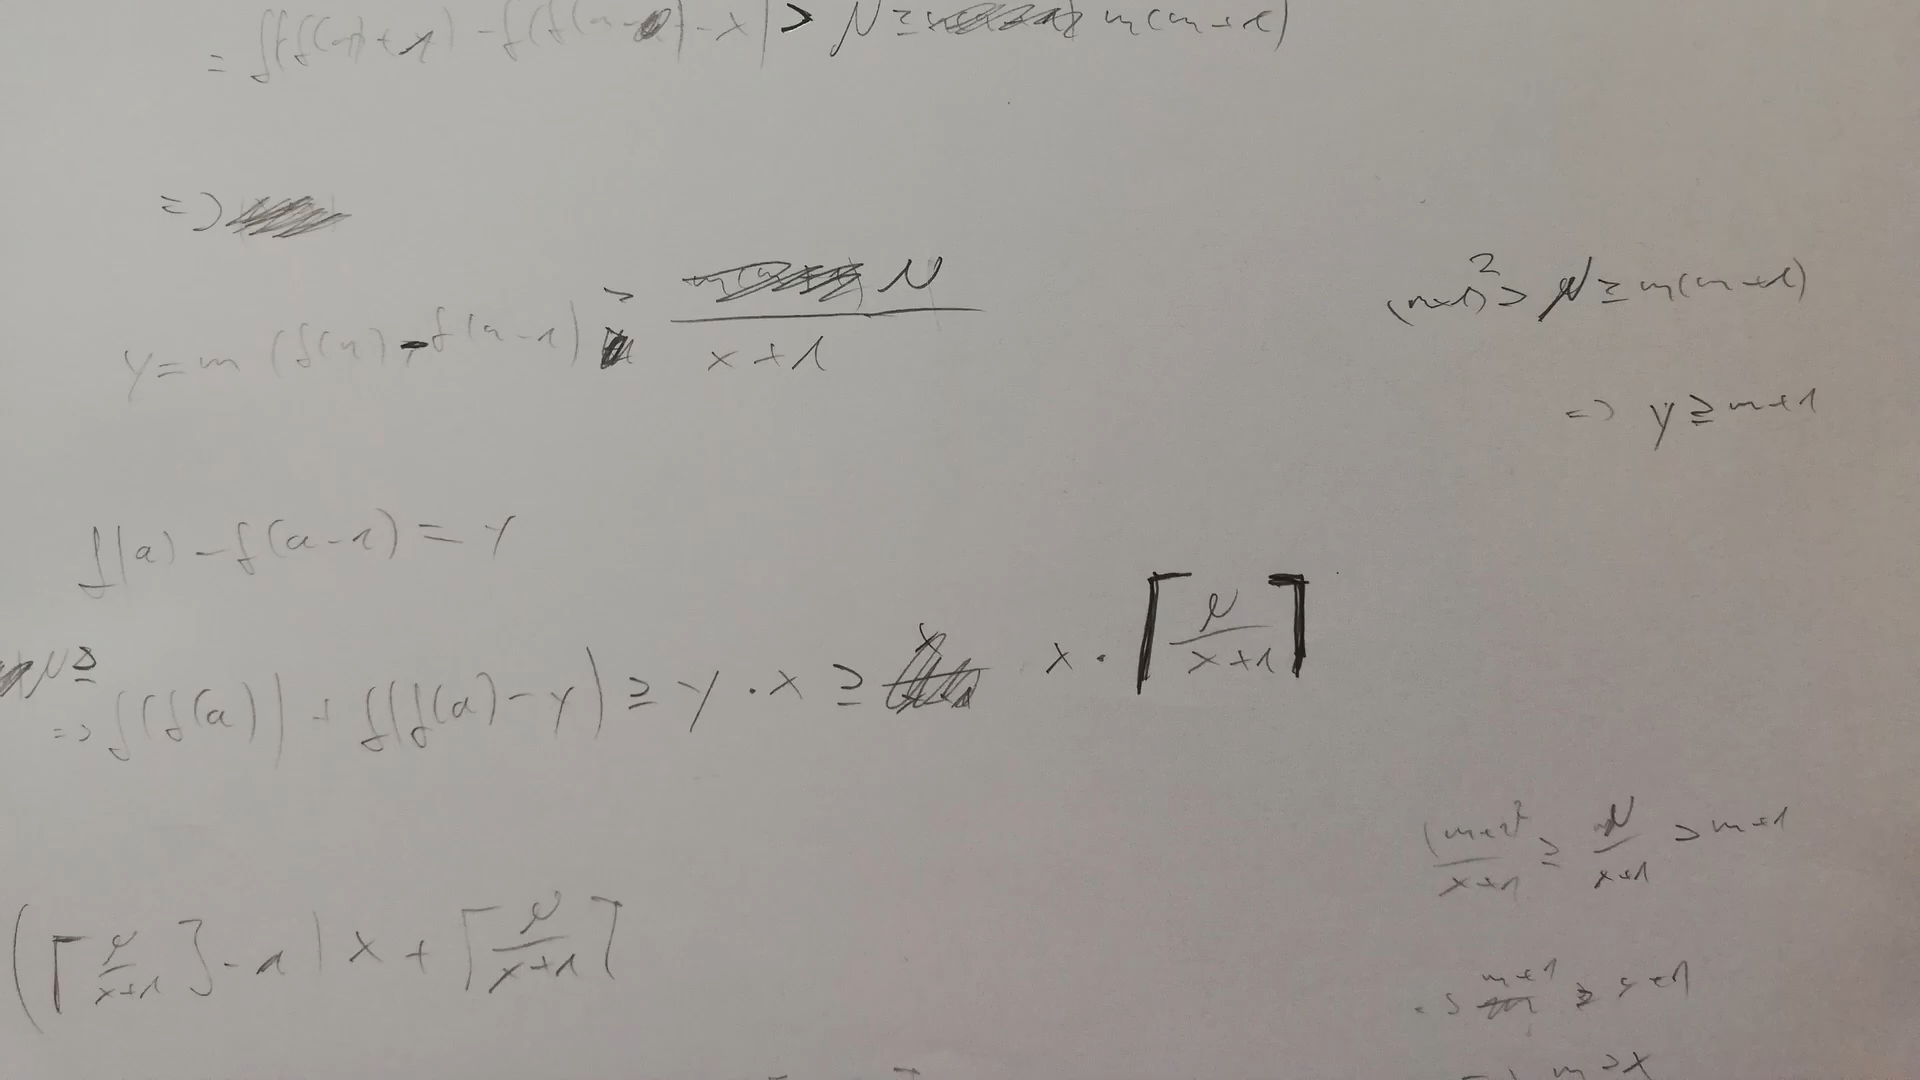 = f(f(a)+1) - f(f(a-1)-x) > N ≥ m(m+1)
=>
y = m (f(a) - f(a-1)) ≥ N / (x+1)
(m+1)² > N ≥ m(m+1)
=> y ≥ m+1
f(a) - f(a-1) = y
N ≥
=> f(f(a)) + f(f(a)-y) ≥ y · x ≥ x · ⌈N / (x+1)⌉
(m+1)² / (x+1) ≥ N / (x+1) > m+1
(⌈N / (x+1)⌉ - 1) x + ⌈N / (x+1)⌉
=> m+1 ≥ x+1
=> m > x